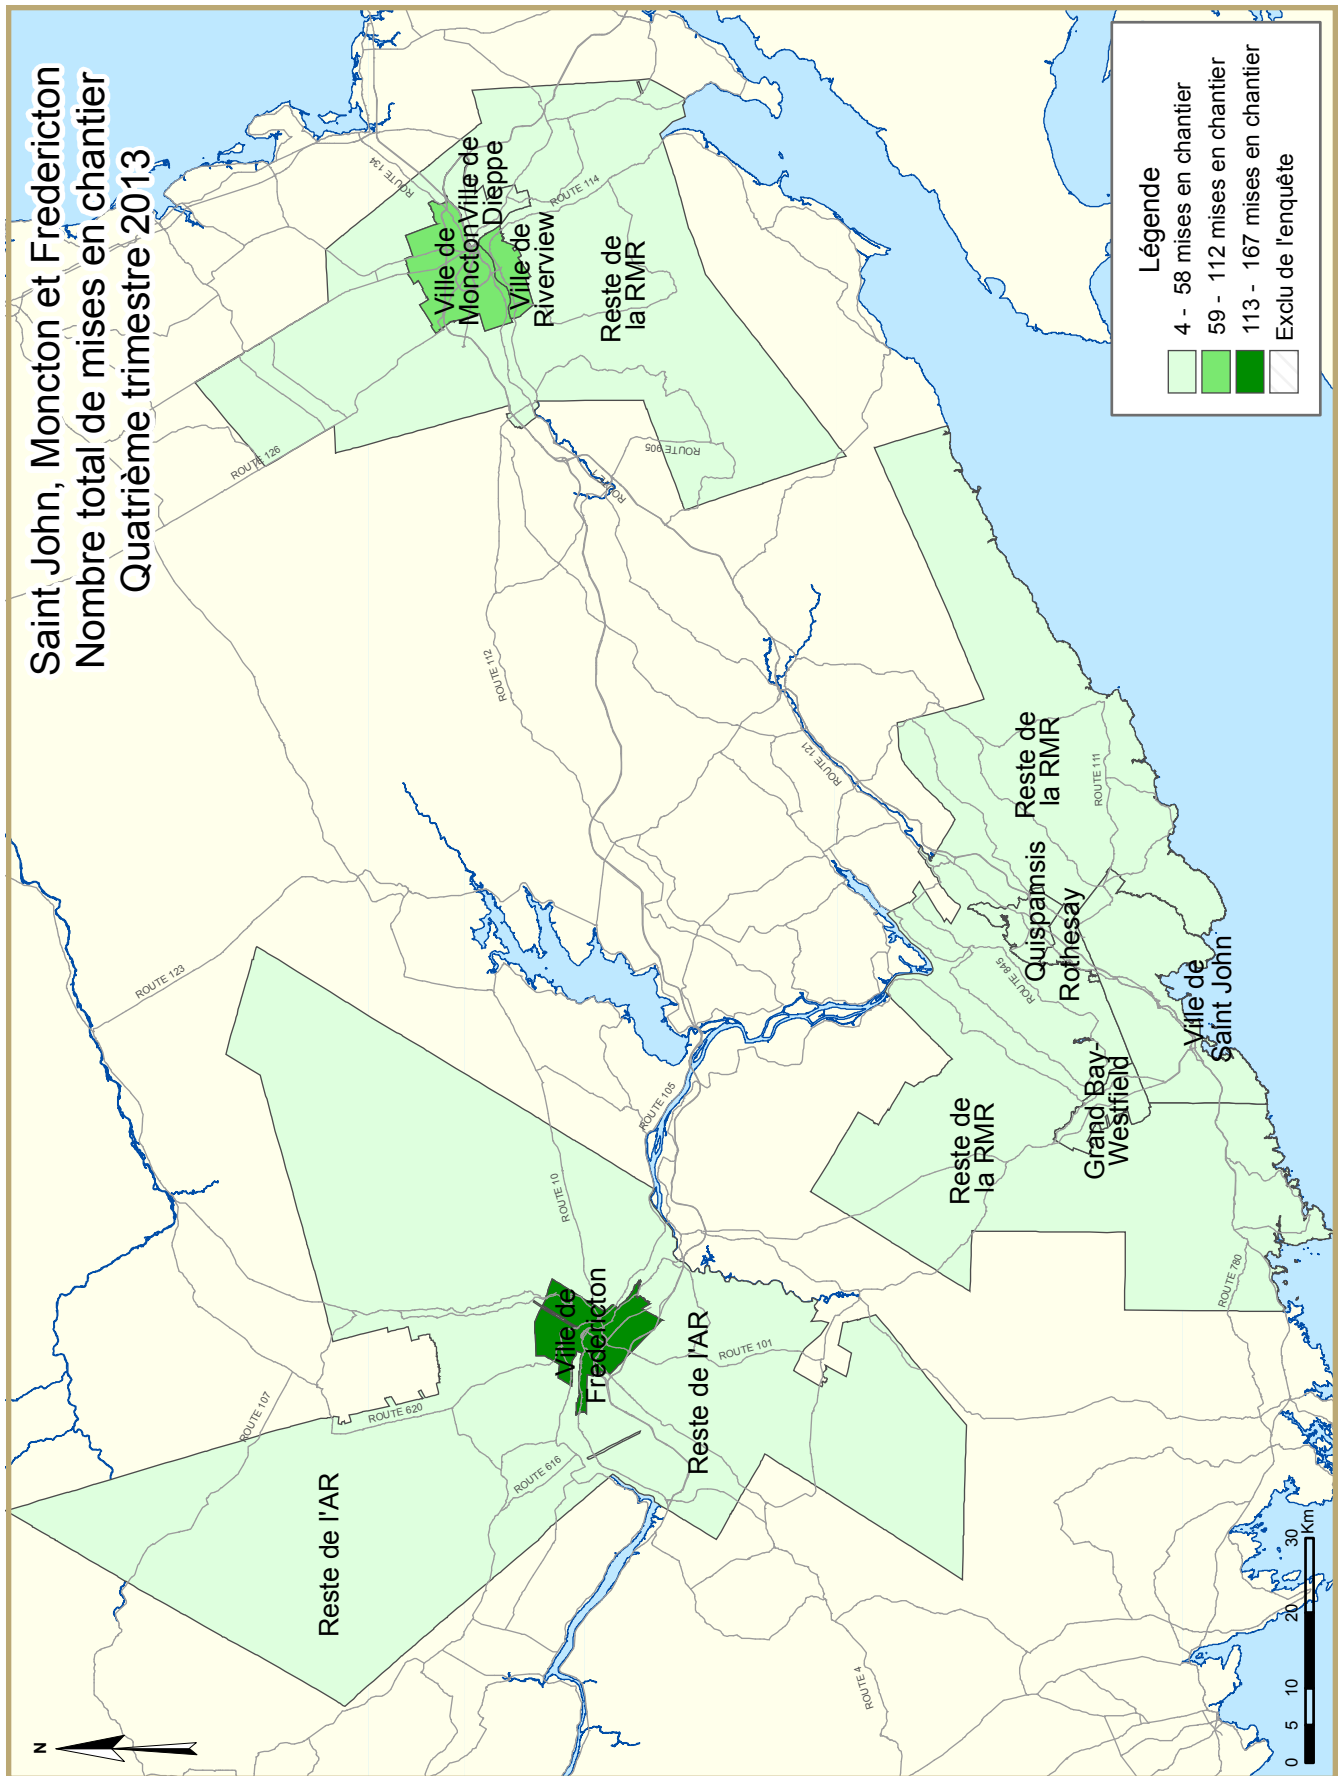 Saint John, Moncton et Fredericton
Nombre total de mises en chantier
Quatrième trimestre 2013
Légende
4 - 58 mises en chantier
59 - 112 mises en chantier
113 - 167 mises en chantier
Exclu de l'enquête
N
Reste de l'AR
ROUTE 107
ROUTE 620
ROUTE 616
Ville de
Fredericton
Reste de l'AR
ROUTE 101
ROUTE 10
ROUTE 105
ROUTE 123
ROUTE 112
ROUTE 126
ROUTE 134
Ville de
Moncton
Ville de
Dieppe
Ville de
Riverview
ROUTE 114
Reste de
la RMR
ROUTE 905
ROUTE 1
ROUTE 121
Reste de
la RMR
ROUTE 111
Quispamsis
Rothesay
ROUTE 845
Ville de
Saint John
Grand Bay-
Westfield
Reste de
la RMR
ROUTE 780
ROUTE 4
0 5 10 20 30
Km